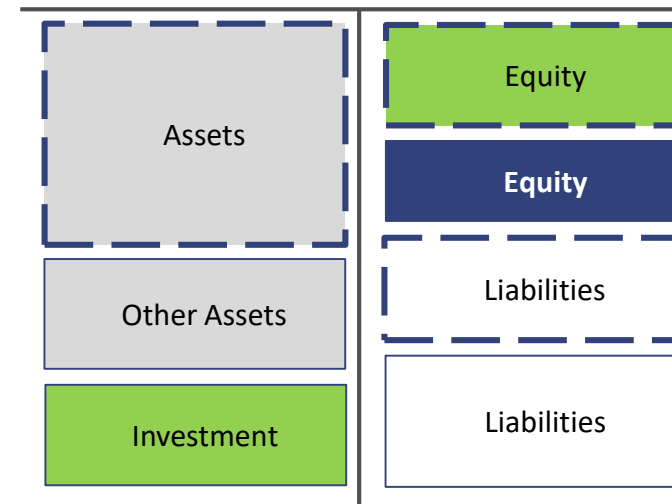 Assets
Other Assets
Investment
Equity
Equity
Liabilities
Liabilities